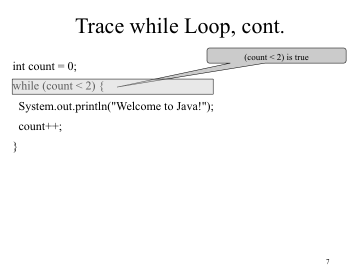 Trace while Loop, cont.
(count < 2) is true
int count = 0;
while (count < 2) {
System.out.println("Welcome to Java!");
count++;
}
7